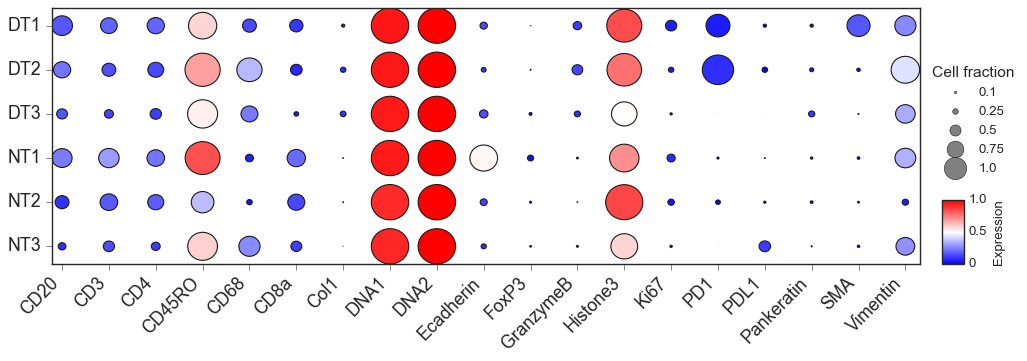 DT1
DT2
DT3
NT1
NT2
NT3
CD20
CD3
CD4
CD45RO
CD68
CD8a
Col1
DNA1
DNA2
Ecadherin
FoxP3
GranzymeB
Histone3
Ki67
PD1
PDL1
Pankeratin
SMA
Vimentin
Cell fraction
0.1
0.25
0.5
0.75
1.0
1.0
0.5
0
Expression